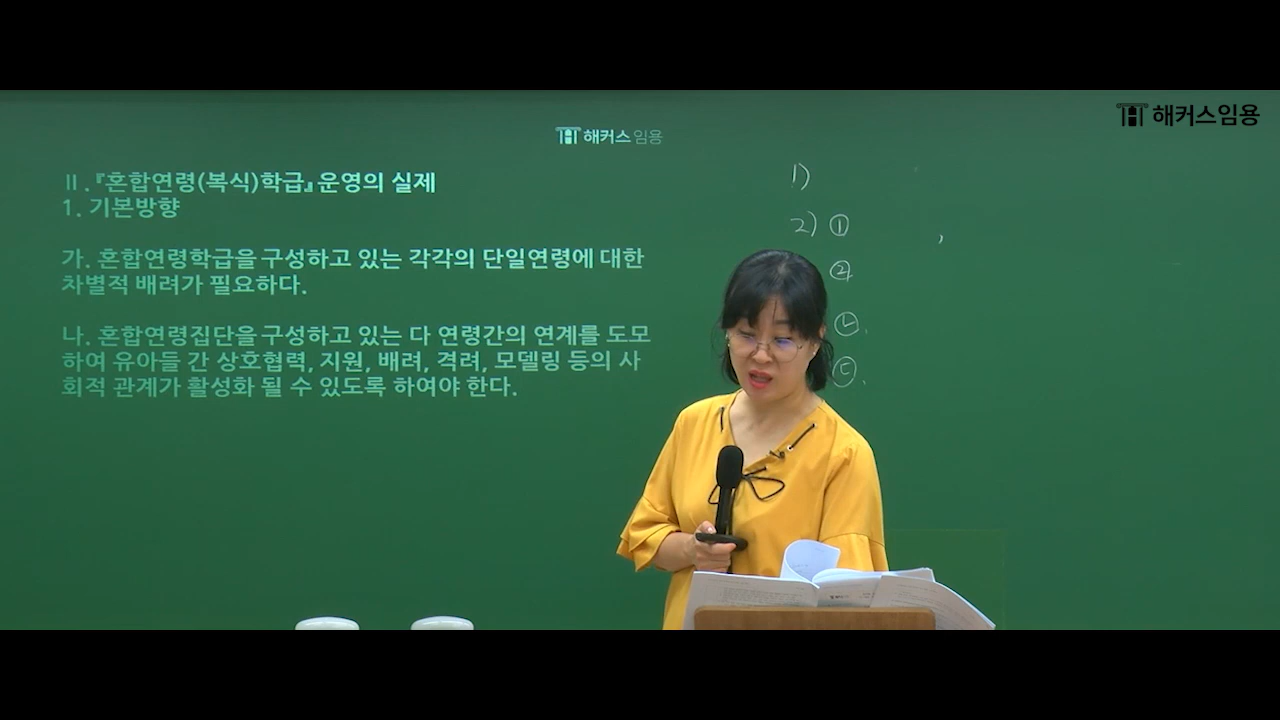 해커스임용
해커스임용
Ⅱ.『혼합연령(복식)학급』운영의 실제
1. 기본방향
가. 혼합연령학급을 구성하고 있는 각각의 단일연령에 대한
차별적 배려가 필요하다.
나. 혼합연령집단을 구성하고 있는 다 연령간의 연계를 도모
하여 유아들 간 상호협력, 지원, 배려, 격려, 모델링 등의 사
회적 관계가 활성화 될 수 있도록 하여야 한다.
1)
2) ① ,
②
㉡.
㉢.